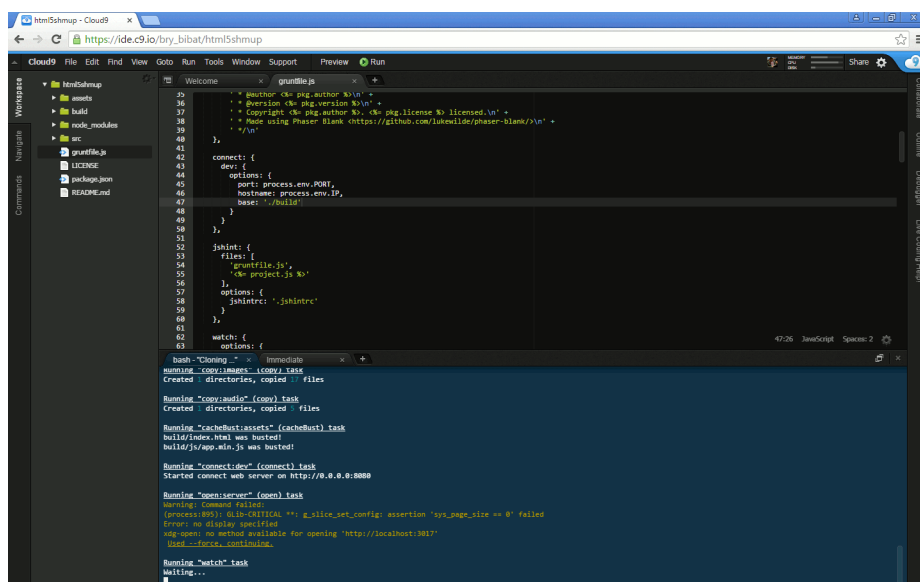 html5shmup - Cloud9
https://ide.c9.io/bry_bibat/html5shmup
Cloud9 File Edit Find View Goto Run Tools Window Support Preview Run
MEMORY
CPU
DISK
Share
Workspace
Navigate
Commands
html5shmup
assets
build
node_modules
src
gruntfile.js
LICENSE
package.json
README.md
Welcome
gruntfile.js
35 ' * @author <%= pkg.author %>\n' +
36 ' * @version <%= pkg.version %>\n' +
37 ' * Copyright <%= pkg.author %>. <%= pkg.license %> licensed.\n' +
38 ' * Made using Phaser Blank <https://github.com/lukewilde/phaser-blank/>\n' +
39 ' */\n'
40 },
41
42 connect: {
43 dev: {
44 options: {
45 port: process.env.PORT,
46 hostname: process.env.IP,
47 base: './build'
48 }
49 }
50 },
51
52 jshint: {
53 files: [
54 'gruntfile.js',
55 '<%= project.js %>'
56 ],
57 options: {
58 jshintrc: '.jshintrc'
59 }
60 },
61
62 watch: {
63 options: {
47:26 JavaScript Spaces: 2
Collaborate
Outline
Debugger
Live Coding Help
bash - "Cloning ..."
Immediate
Running "copy:images" (copy) task
Created 1 directories, copied 17 files
Running "copy:audio" (copy) task
Created 1 directories, copied 5 files
Running "cacheBust:assets" (cacheBust) task
build/index.html was busted!
build/js/app.min.js was busted!
Running "connect:dev" (connect) task
Started connect web server on http://0.0.0.0:8080
Running "open:server" (open) task
Warning: Command failed:
(process:895): GLib-CRITICAL **: g_slice_set_config: assertion 'sys_page_size == 0' failed
Error: no display specified
xdg-open: no method available for opening 'http://localhost:3017'
Used --force, continuing.
Running "watch" task
Waiting...